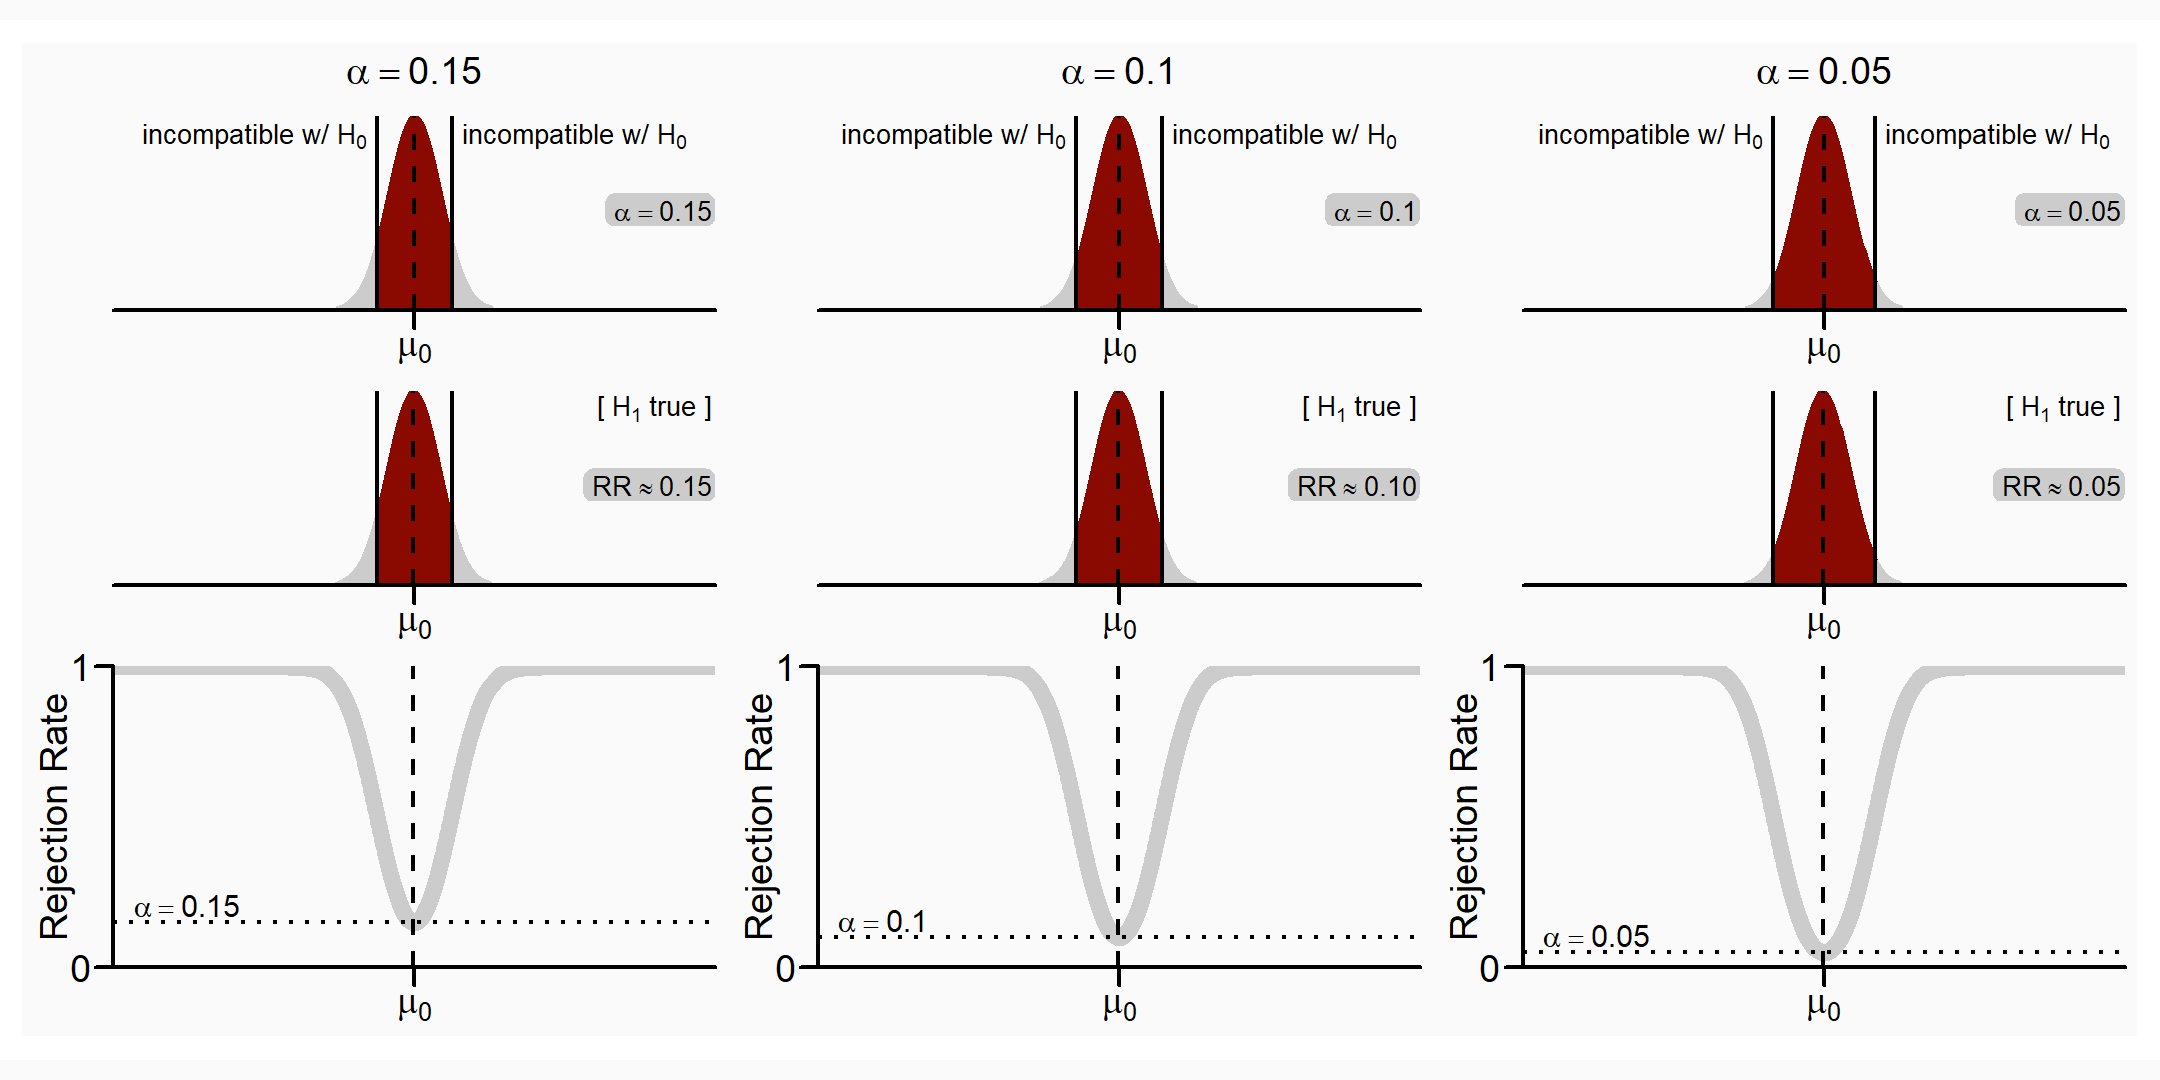 α = 0.15
incompatible w/ H₀
incompatible w/ H₀
α = 0.15
μ₀
[ H₁ true ]
RR ≈ 0.15
μ₀
1
Rejection Rate
α = 0.15
0
μ₀
α = 0.1
incompatible w/ H₀
incompatible w/ H₀
α = 0.1
μ₀
[ H₁ true ]
RR ≈ 0.10
μ₀
1
Rejection Rate
α = 0.1
0
μ₀
α = 0.05
incompatible w/ H₀
incompatible w/ H₀
α = 0.05
μ₀
[ H₁ true ]
RR ≈ 0.05
μ₀
1
Rejection Rate
α = 0.05
0
μ₀